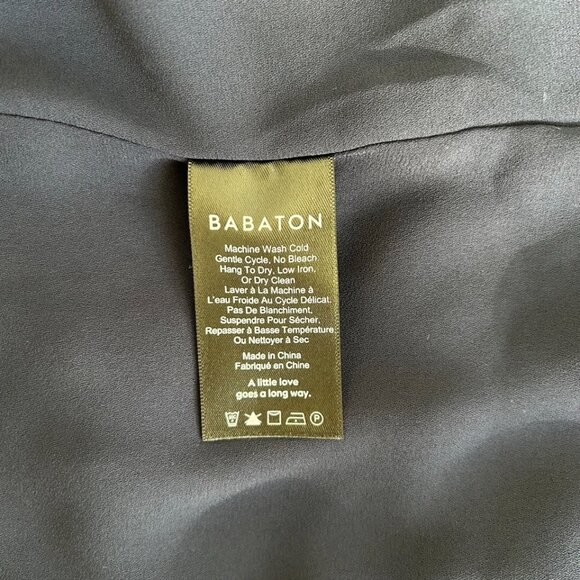 BABATON
Machine Wash Cold
Gentle Cycle, No Bleach
Hang To Dry, Low Iron,
Or Dry Clean
Laver à La Machine à
L'eau Froide Au Cycle Délicat.
Pas De Blanchiment,
Suspendre Pour Sécher,
Repasser à Basse Température
Ou Nettoyer à Sec
Made in China
Fabriqué en Chine
A little love
goes a long way.